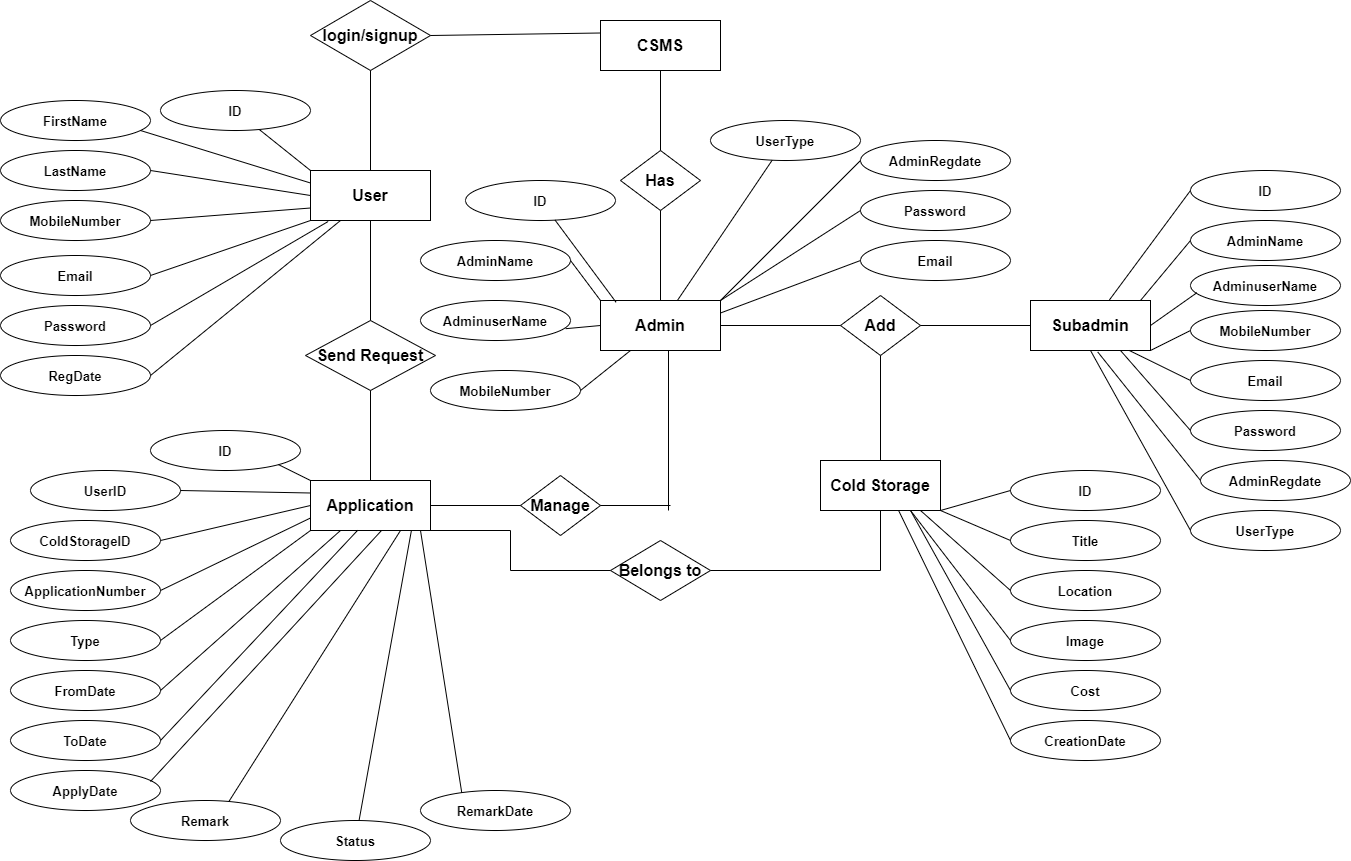 login/signup
CSMS
FirstName
ID
LastName
MobileNumber
Email
Password
RegDate
User
Send Request
Has
UserType
AdminRegdate
Password
Email
ID
AdminName
AdminuserName
MobileNumber
Admin
Add
Subadmin
ID
AdminName
AdminuserName
MobileNumber
Email
Password
AdminRegdate
UserType
ID
UserID
ColdStorageID
ApplicationNumber
Type
FromDate
ToDate
ApplyDate
Remark
Status
RemarkDate
Application
Manage
Belongs to
Cold Storage
ID
Title
Location
Image
Cost
CreationDate